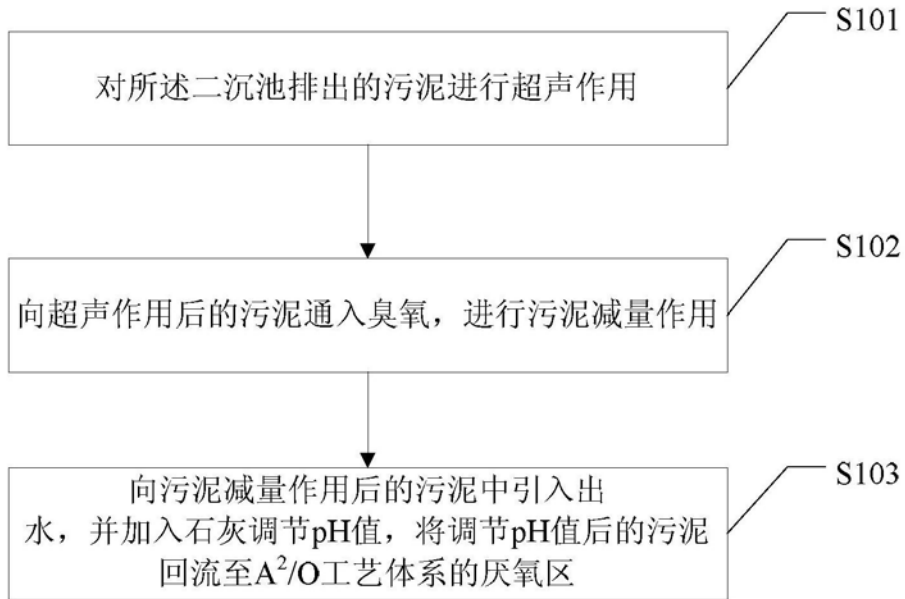 S101
对所述二沉池排出的污泥进行超声作用
S102
向超声作用后的污泥通入臭氧，进行污泥减量作用
S103
向污泥减量作用后的污泥中引入出
水，并加入石灰调节pH值，将调节pH值后的污泥
回流至A²/O工艺体系的厌氧区